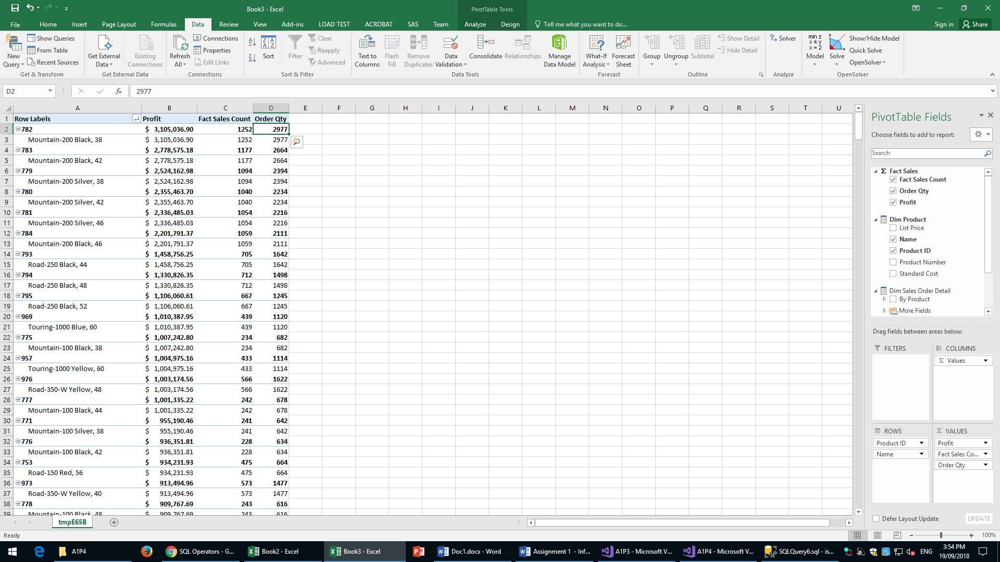 Book3 - Excel
PivotTable Tools
File Home Insert Page Layout Formulas Data Review View Add-ins LOAD TEST ACROBAT SAS Team Analyze Design Tell me what you want to do... Sign in Share
New Query
Show Queries
From Table
Recent Sources
Get & Transform
Get External Data
Existing Connections
Get External Data
Refresh All
Connections
Properties
Edit Links
Connections
Sort
Filter
Clear
Reapply
Advanced
Sort & Filter
Text to Columns
Flash Fill
Remove Duplicates
Data Validation
Consolidate
Relationships
Manage Data Model
Data Tools
What-If Analysis
Forecast Sheet
Forecast
Group
Ungroup
Subtotal
Show Detail
Hide Detail
Outline
Solver
Analyze
min z
x ≤ y
x = 2
Model
Solve
Show/Hide Model
Quick Solve
OpenSolver
OpenSolver
D2 fx 2977
A B C D E F G H I J K L M N O P Q R S T U
1 Row Labels Profit Fact Sales Count Order Qty
2 782 $ 3,105,036.90 1252 2977
3 Mountain-200 Black, 38 $ 3,105,036.90 1252 2977
4 783 $ 2,778,575.18 1177 2664
5 Mountain-200 Black, 42 $ 2,778,575.18 1177 2664
6 779 $ 2,524,162.98 1094 2394
7 Mountain-200 Silver, 38 $ 2,524,162.98 1094 2394
8 780 $ 2,355,463.70 1040 2234
9 Mountain-200 Silver, 42 $ 2,355,463.70 1040 2234
10 781 $ 2,336,485.03 1054 2216
11 Mountain-200 Silver, 46 $ 2,336,485.03 1054 2216
12 784 $ 2,201,791.37 1059 2111
13 Mountain-200 Black, 46 $ 2,201,791.37 1059 2111
14 793 $ 1,458,756.25 705 1642
15 Road-250 Black, 44 $ 1,458,756.25 705 1642
16 794 $ 1,330,826.35 712 1498
17 Road-250 Black, 48 $ 1,330,826.35 712 1498
18 795 $ 1,106,060.61 667 1245
19 Road-250 Black, 52 $ 1,106,060.61 667 1245
20 969 $ 1,010,387.95 439 1120
21 Touring-1000 Blue, 60 $ 1,010,387.95 439 1120
22 775 $ 1,007,242.80 234 682
23 Mountain-100 Black, 38 $ 1,007,242.80 234 682
24 957 $ 1,004,975.16 433 1114
25 Touring-1000 Yellow, 60 $ 1,004,975.16 433 1114
26 976 $ 1,003,174.56 566 1622
27 Road-350-W Yellow, 48 $ 1,003,174.56 566 1622
28 777 $ 1,001,335.22 242 678
29 Mountain-100 Black, 44 $ 1,001,335.22 242 678
30 771 $ 955,190.46 241 642
31 Mountain-100 Silver, 38 $ 955,190.46 241 642
32 776 $ 936,351.81 228 634
33 Mountain-100 Black, 42 $ 936,351.81 228 634
34 753 $ 934,231.93 475 664
35 Road-150 Red, 56 $ 934,231.93 475 664
36 973 $ 913,494.96 573 1477
37 Road-350-W Yellow, 40 $ 913,494.96 573 1477
38 778 $ 909,767.69 243 616
39 Mountain-100 Black, 48 $ 909,767.69 243 616
tmpE65B
Ready
100%
PivotTable Fields
Choose fields to add to report:
Search
Σ Fact Sales
Fact Sales Count
Order Qty
Profit
Dim Product
List Price
Name
Product ID
Product Number
Standard Cost
Dim Sales Order Detail
By Product
More Fields
Drag fields between areas below:
FILTERS
COLUMNS
Σ Values
ROWS
Product ID
Name
Σ VALUES
Profit
Fact Sales Co...
Order Qty
Defer Layout Update UPDATE
A1P4
SQL Operators - G...
Book2 - Excel
Book3 - Excel
Doc1.docx - Word
Assignment 1 - Inf...
A1P3 - Microsoft V...
A1P4 - Microsoft V...
SQLQuery6.sql - is...
ENG
3:54 PM
19/09/2018